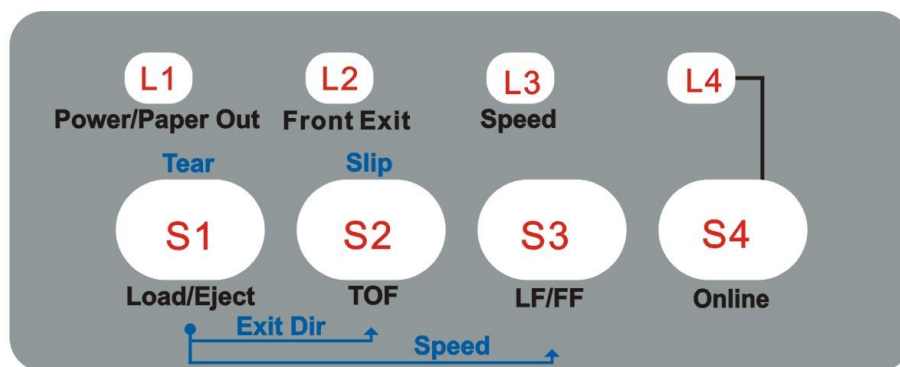 L1 L2 L3 L4
Power/Paper Out Front Exit Speed
Tear Slip
S1 S2 S3 S4
Load/Eject TOF LF/FF Online
Exit Dir
Speed